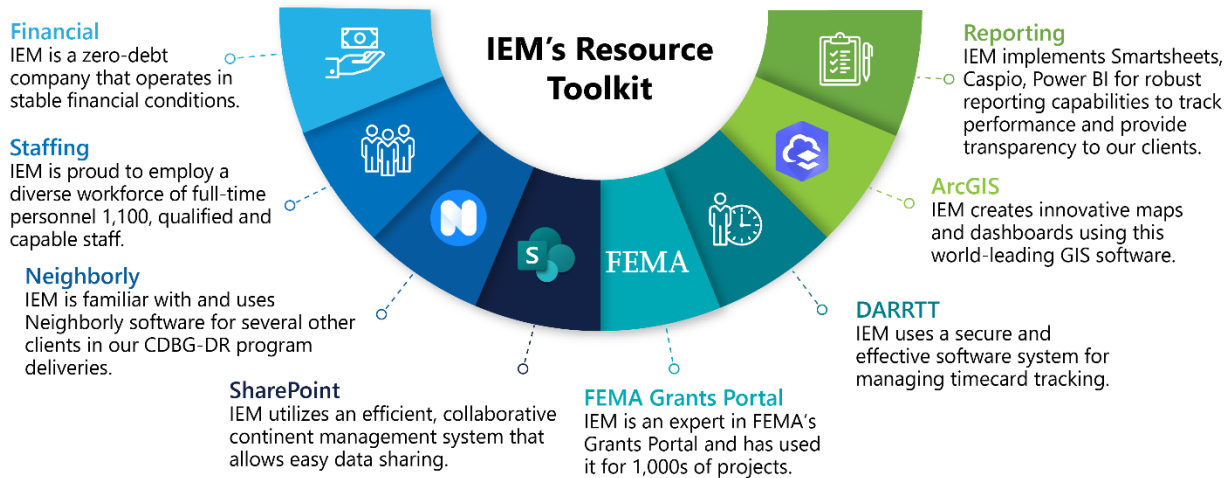 IEM's Resource
Toolkit
Financial
IEM is a zero-debt
company that operates in
stable financial conditions.
Staffing
IEM is proud to employ a
diverse workforce of full-time
personnel 1,100, qualified and
capable staff.
Neighborly
IEM is familiar with and uses
Neighborly software for several other
clients in our CDBG-DR program
deliveries.
SharePoint
IEM utilizes an efficient, collaborative
continent management system that
allows easy data sharing.
FEMA Grants Portal
IEM is an expert in FEMA's
Grants Portal and has used
it for 1,000s of projects.
DARRTT
IEM uses a secure and
effective software system for
managing timecard tracking.
ArcGIS
IEM creates innovative maps
and dashboards using this
world-leading GIS software.
Reporting
IEM implements Smartsheets,
Caspio, Power BI for robust
reporting capabilities to track
performance and provide
transparency to our clients.
N
S
FEMA